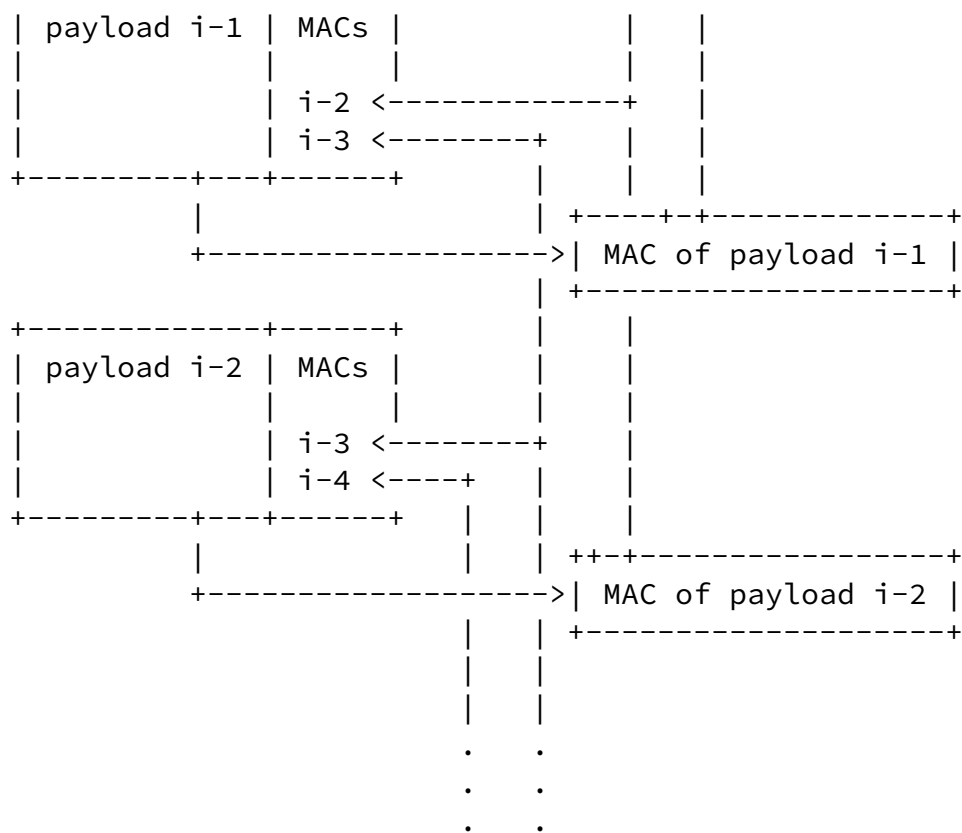 payload i-1 MACs
i-2
i-3
MAC of payload i-1
payload i-2 MACs
i-3
i-4
MAC of payload i-2